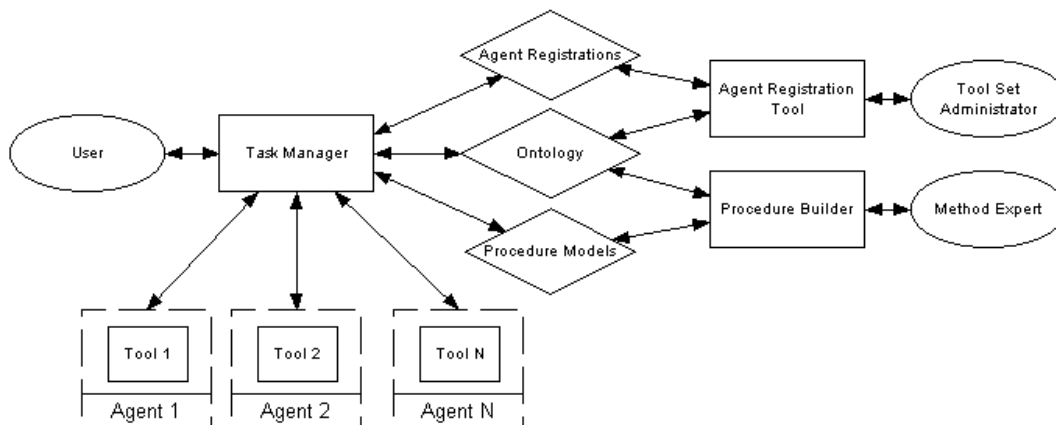 Agent Registrations
Agent Registration
Tool
Tool Set
Administrator
User
Task Manager
Ontology
Procedure Builder
Method Expert
Procedure Models
Tool 1
Tool 2
Tool N
Agent 1
Agent 2
Agent N